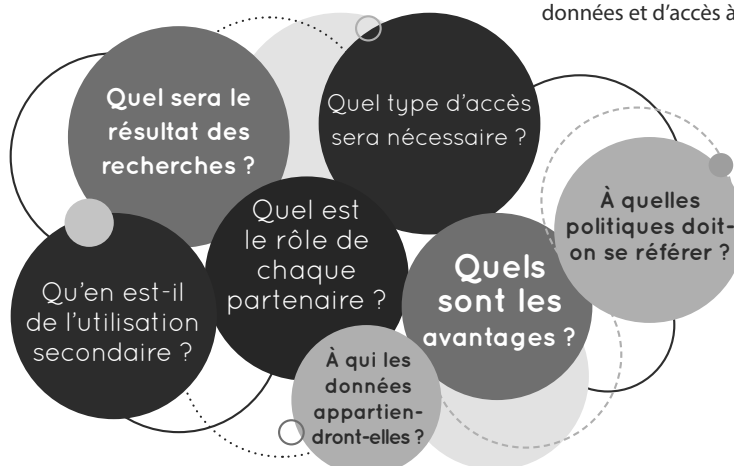 données et d'accès à
Quel sera le
résultat des
recherches ?
Quel type d'accès
sera nécessaire ?
À quelles
politiques doit-
on se référer ?
Quel est
le rôle de
chaque
partenaire ?
Quels
sont les
avantages ?
Qu'en est-il
de l'utilisation
secondaire ?
À qui les
données
appartien-
dront-elles ?